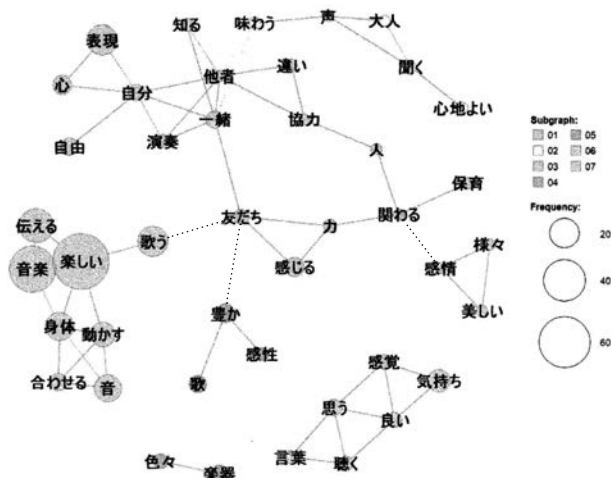 知る
味わう
声
大人
表現
心
自分
他者
違い
聞く
心地よい
自由
演奏
一緒
協力
人
保育
Subgraph:
01 05
02 06
03 07
04
Frequency:
20
40
60
伝える
音楽
楽しい
歌う
友だち
力
関わる
感じる
感情
様々
美しい
身体
動かす
合わせる
音
豊か
感性
歌
感覚
気持ち
思う
良い
言葉
聴く
色々
楽器